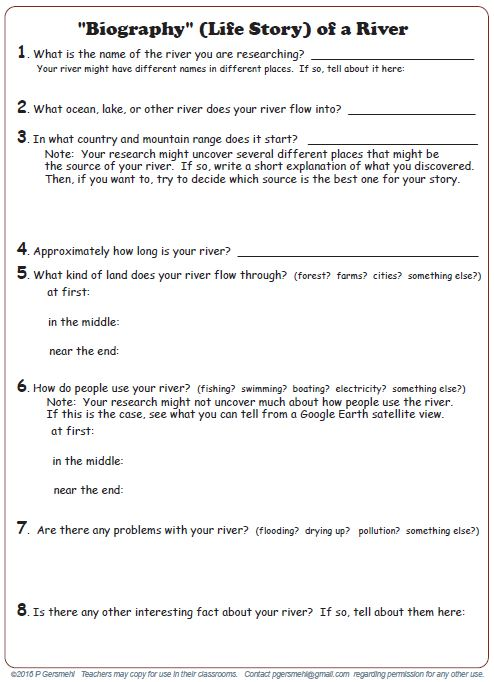 "Biography" (Life Story) of a River
1. What is the name of the river you are researching? ____________________
Your river might have different names in different places. If so, tell about it here:
2. What ocean, lake, or other river does your river flow into? ____________________
3. In what country and mountain range does it start? ____________________
Note: Your research might uncover several different places that might be
the source of your river. If so, write a short explanation of what you discovered.
Then, if you want to, try to decide which source is the best one for your story.
4. Approximately how long is your river? ____________________
5. What kind of land does your river flow through? (forest? farms? cities? something else?)
at first:
in the middle:
near the end:
6. How do people use your river? (fishing? swimming? boating? electricity? something else?)
Note: Your research might not uncover much about how people use the river.
If this is the case, see what you can tell from a Google Earth satellite view.
at first:
in the middle:
near the end:
7. Are there any problems with your river? (flooding? drying up? pollution? something else?)
8. Is there any other interesting fact about your river? If so, tell about them here:
©2016 P Gersmehl Teachers may copy for use in their classrooms. Contact pgersmehl@gmail.com regarding permission for any other use.